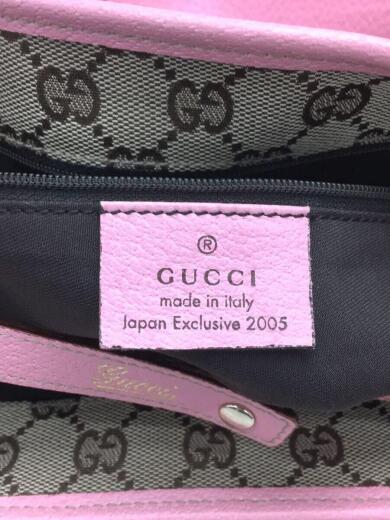 ®
GUCCI
made in italy
Japan Exclusive 2005
Gucci